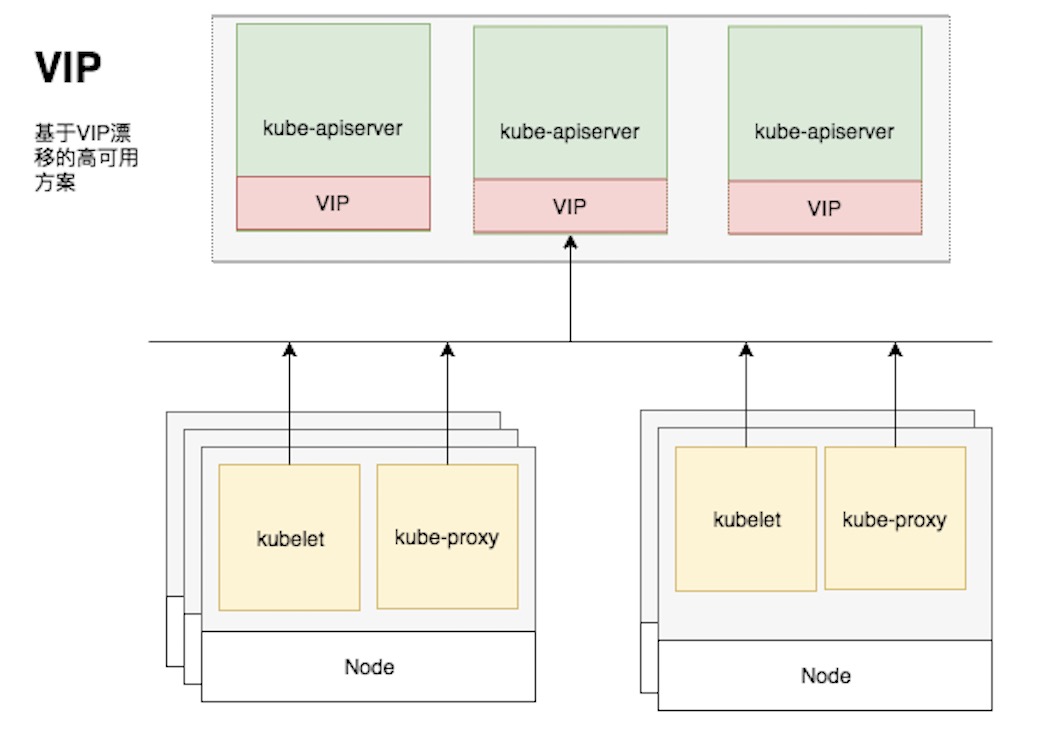 VIP
基于VIP漂
移的高可用
方案
kube-apiserver
kube-apiserver
kube-apiserver
VIP
VIP
VIP
kubelet
kube-proxy
kubelet
kube-proxy
Node
Node